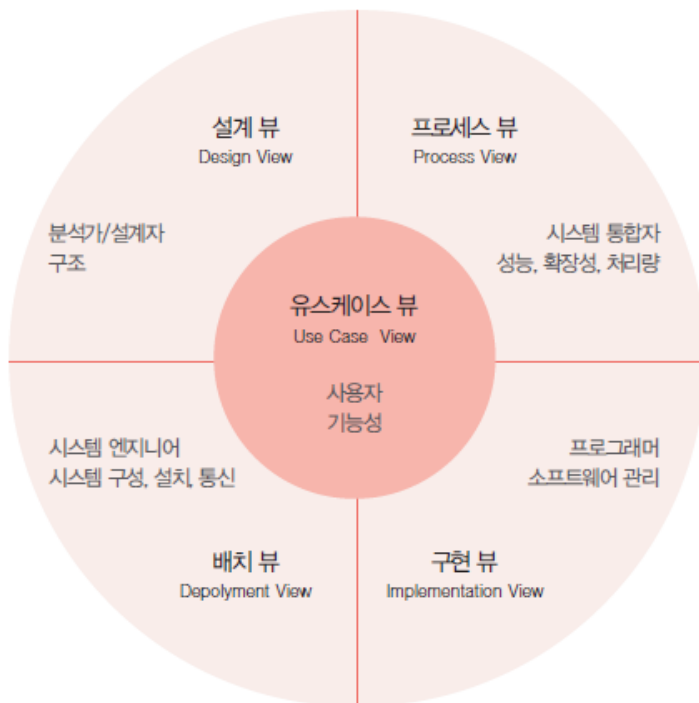 설계 뷰
Design View
분석가/설계자
구조
프로세스 뷰
Process View
시스템 통합자
성능, 확장성, 처리량
유스케이스 뷰
Use Case View
사용자
기능성
시스템 엔지니어
시스템 구성, 설치, 통신
배치 뷰
Depolyment View
프로그래머
소프트웨어 관리
구현 뷰
Implementation View